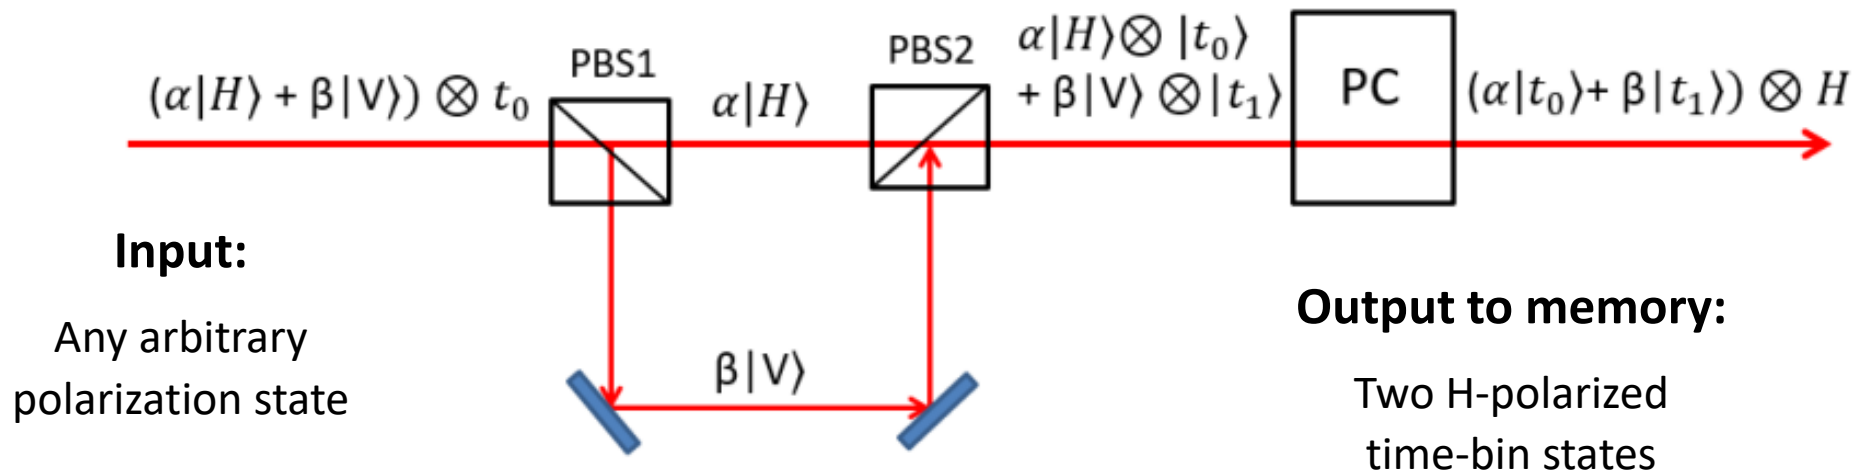 (α|H⟩ + β|V⟩) ⊗ t₀
PBS1
α|H⟩
PBS2
α|H⟩⊗ |t₀⟩
+ β|V⟩ ⊗|t₁⟩
PC
(α|t₀⟩+ β|t₁⟩) ⊗ H
Input:
Any arbitrary
polarization state
β|V⟩
Output to memory:
Two H-polarized
time-bin states